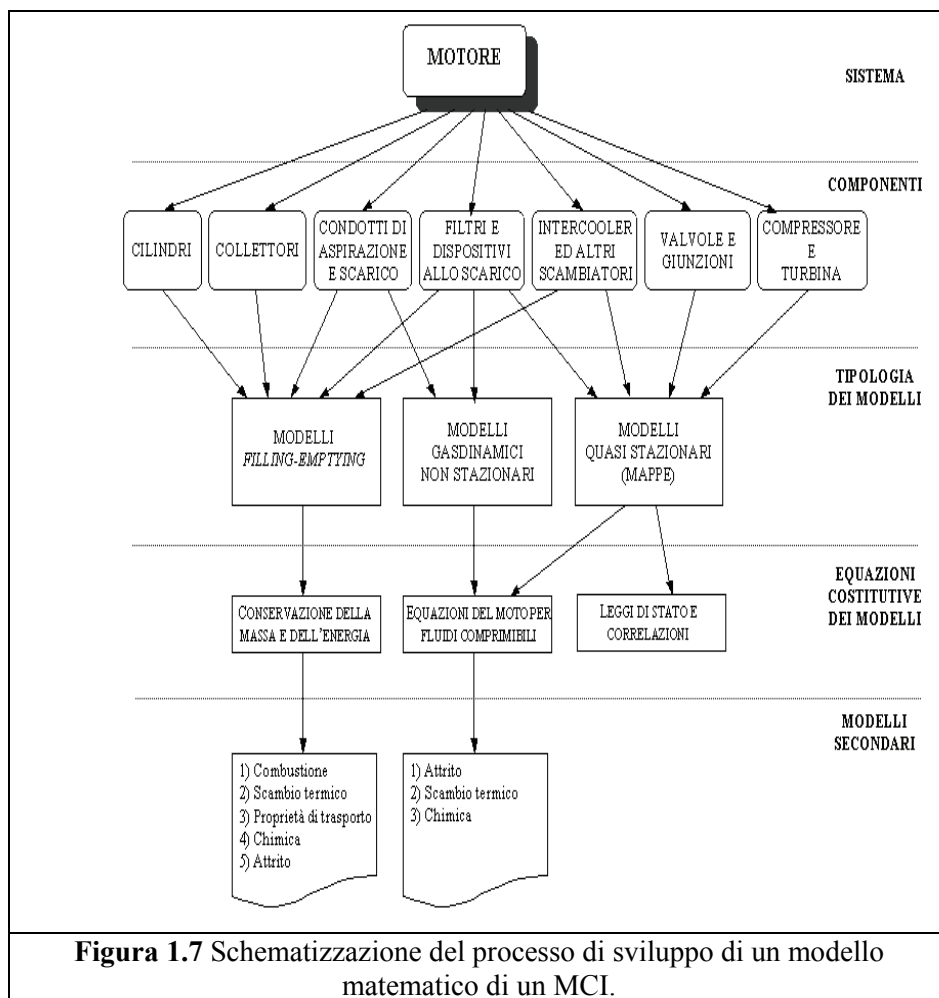 MOTORE
SISTEMA
COMPONENTI
CILINDRI
COLLETTORI
CONDOTTI DI
ASPIRAZIONE
E SCARICO
FILTRI E
DISPOSITIVI
ALLO SCARICO
INTERCOOLER
ED ALTRI
SCAMBIATORI
VALVOLE E
GIUNZIONI
COMPRESSORE
E
TURBINA
TIPOLOGIA
DEI MODELLI
MODELLI
FILLING-EMPTYING
MODELLI
GASDINAMICI
NON STAZIONARI
MODELLI
QUASI STAZIONARI
(MAPPE)
EQUAZIONI
COSTITUTIVE
DEI MODELLI
CONSERVAZIONE DELLA
MASSA E DELL'ENERGIA
EQUAZIONI DEL MOTO PER
FLUIDI COMPRIMIBILI
LEGGI DI STATO E
CORRELAZIONI
MODELLI
SECONDARI
1) Combustione
2) Scambio termico
3) Proprietà di trasporto
4) Chimica
5) Attrito
1) Attrito
2) Scambio termico
3) Chimica
Figura 1.7 Schematizzazione del processo di sviluppo di un modello
matematico di un MCI.